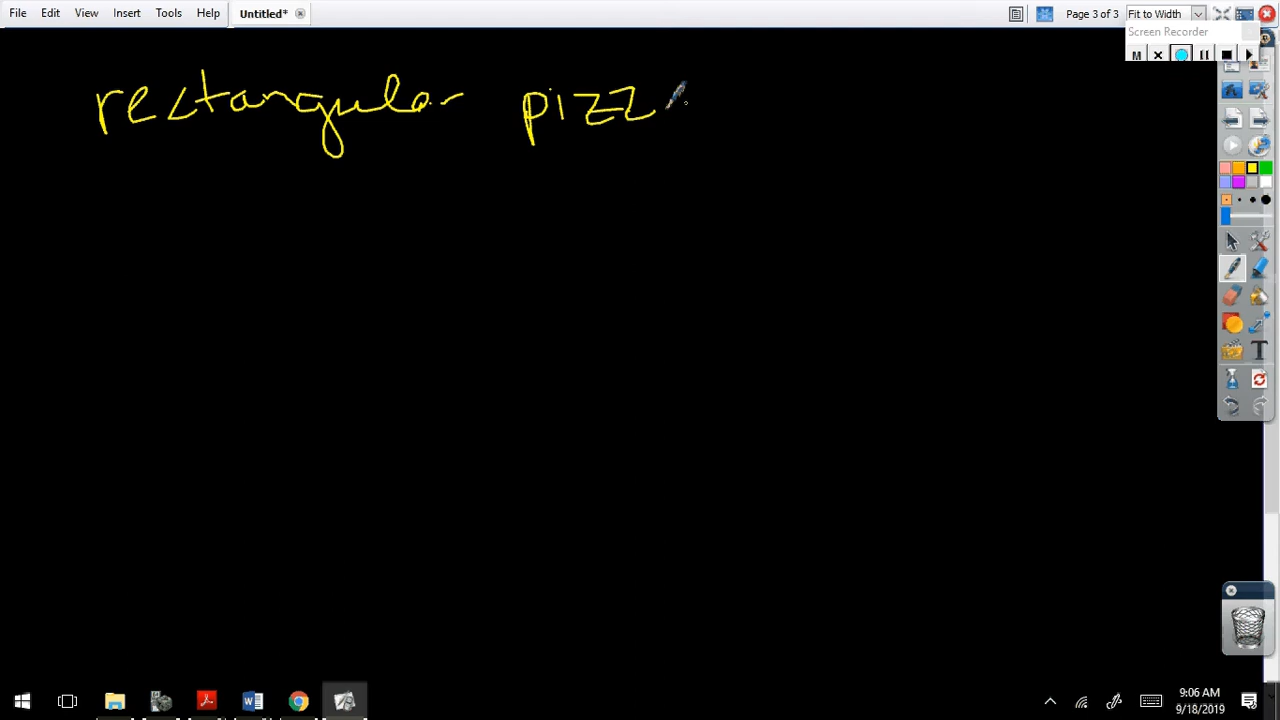 File Edit View Insert Tools Help Untitled* Page 3 of 3 Fit to Width
Screen Recorder
rectangular pizz
9:06 AM
9/18/2019